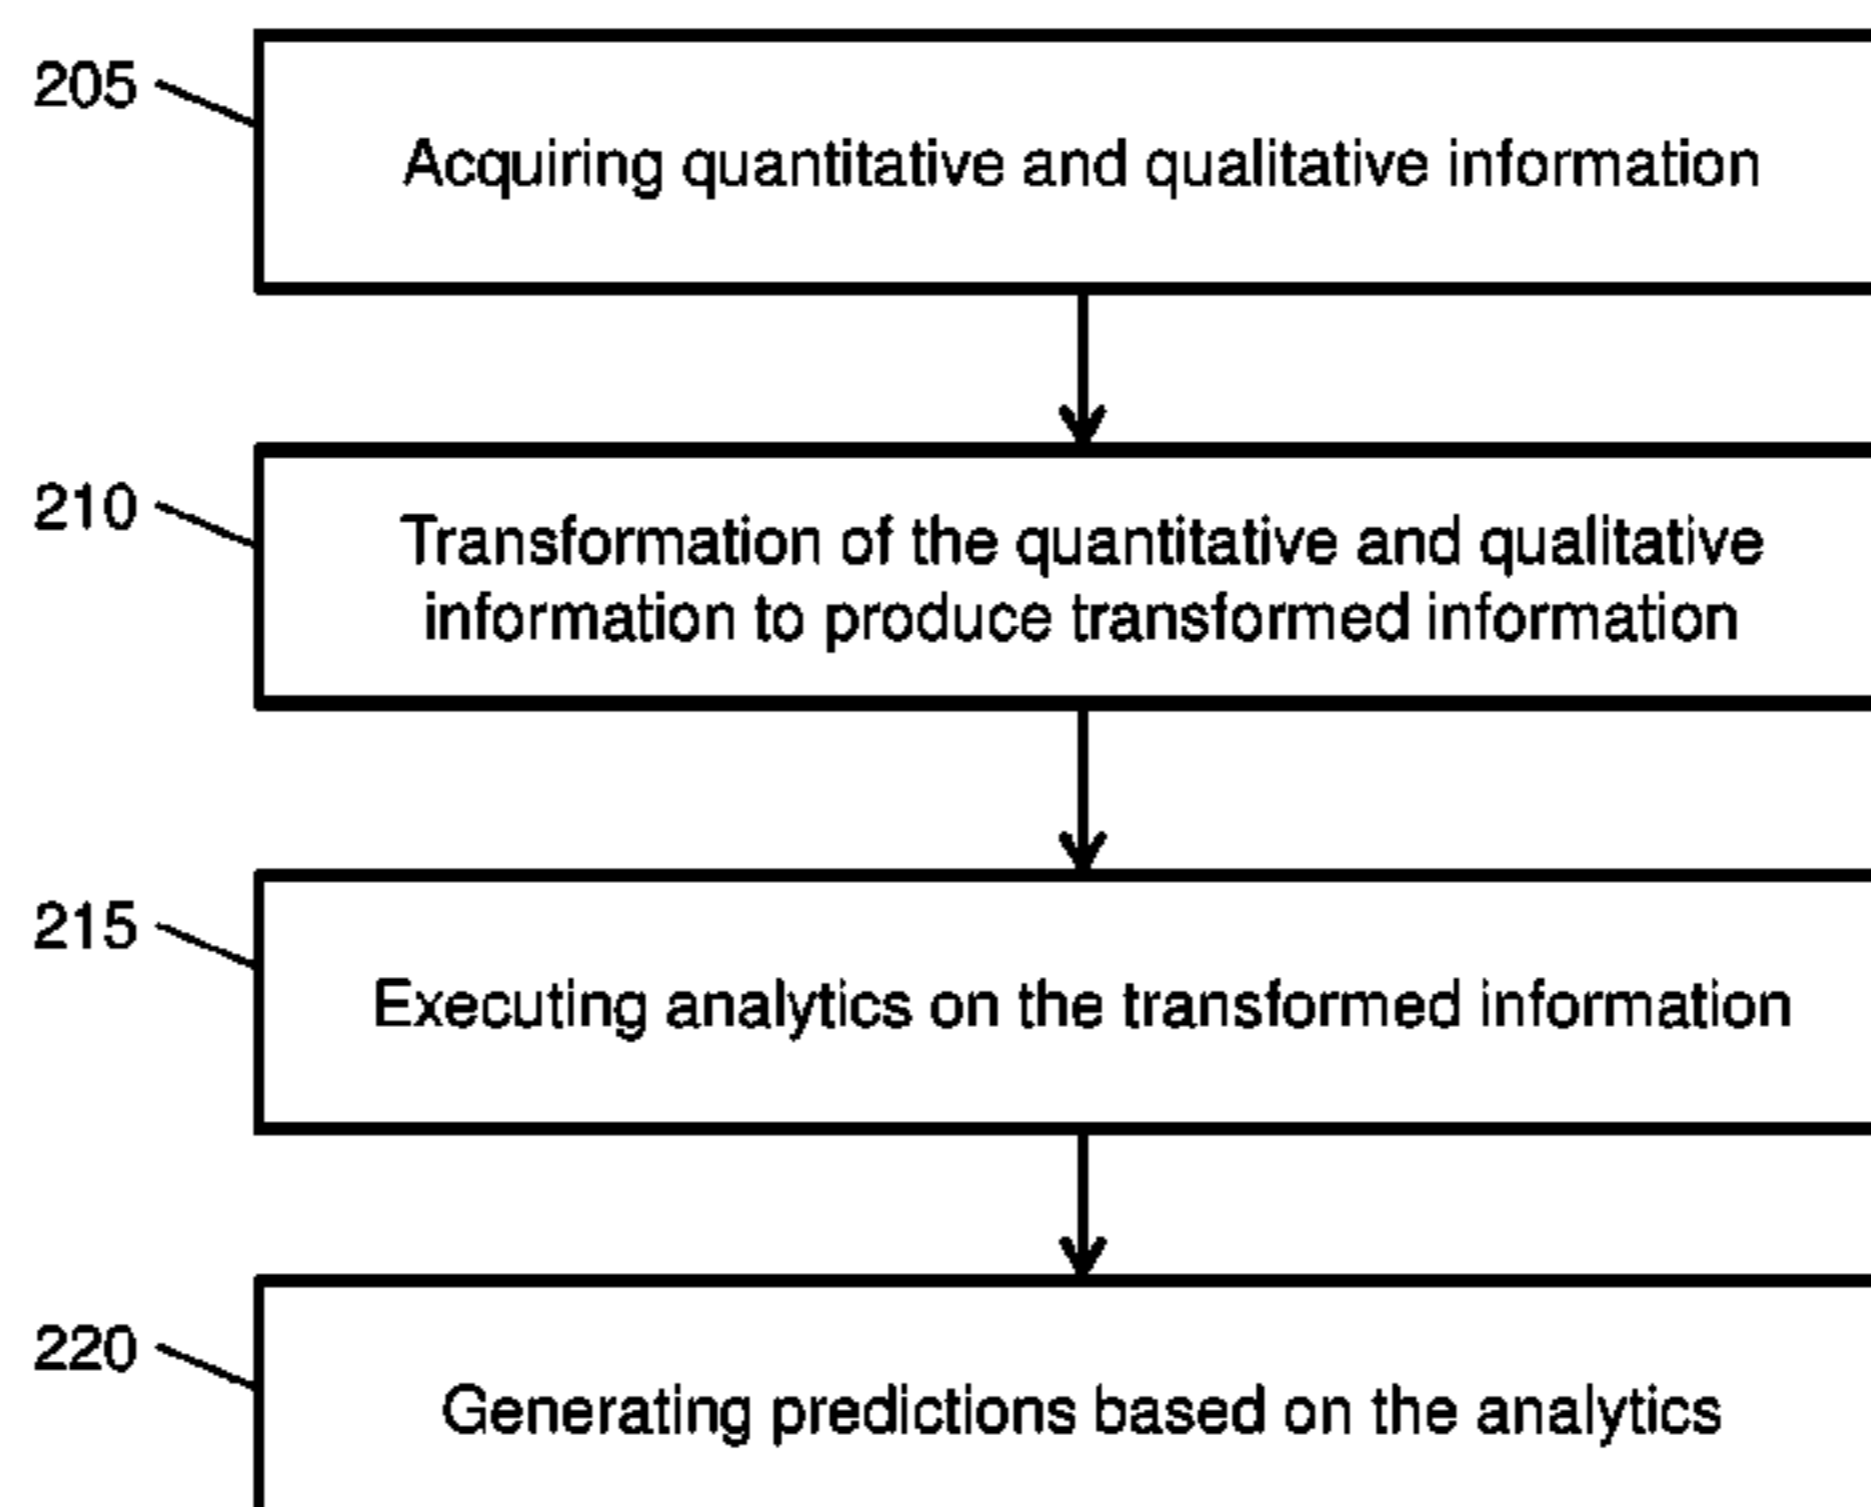 205
Acquiring quantitative and qualitative information
210
Transformation of the quantitative and qualitative
information to produce transformed information
215
Executing analytics on the transformed information
220
Generating predictions based on the analytics